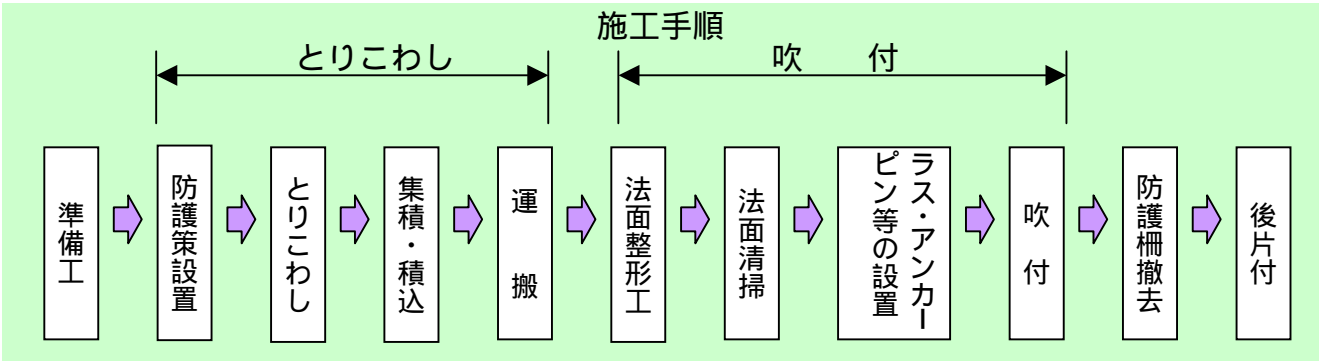 施工手順
とりこわし
吹 付
準備工
防護策設置
とりこわし
集積・積込
運 搬
法面整形工
法面清掃
ラス・アンカー
ピン等の設置
吹 付
防護柵撤去
後片付